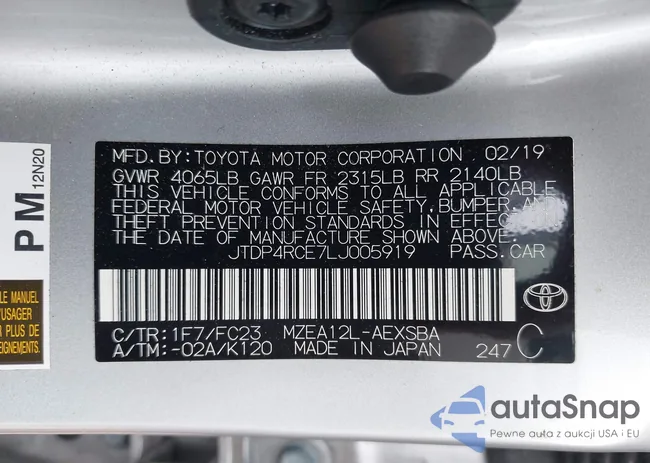 MFD.BY:TOYOTA MOTOR CORPORATION 02/19
GVWR 4065LB GAWR FR 2315LB RR 2140LB
THIS VEHICLE CONFORMS TO ALL APPLICABLE
FEDERAL MOTOR VEHICLE SAFETY, BUMPER, AND
THEFT PREVENTION STANDARDS IN EFFECT ON
THE DATE OF MANUFACTURE SHOWN ABOVE.
JTDP4RCE7LJ005919 PASS.CAR
C/TR:1F7/FC23 MZEA12L-AEXSBA
A/TM:-02A/K120 MADE IN JAPAN 247 C
PM 12N20
LE MANUEL
D'USAGER
autaSnap
Pewne auta z aukcji USA i EU